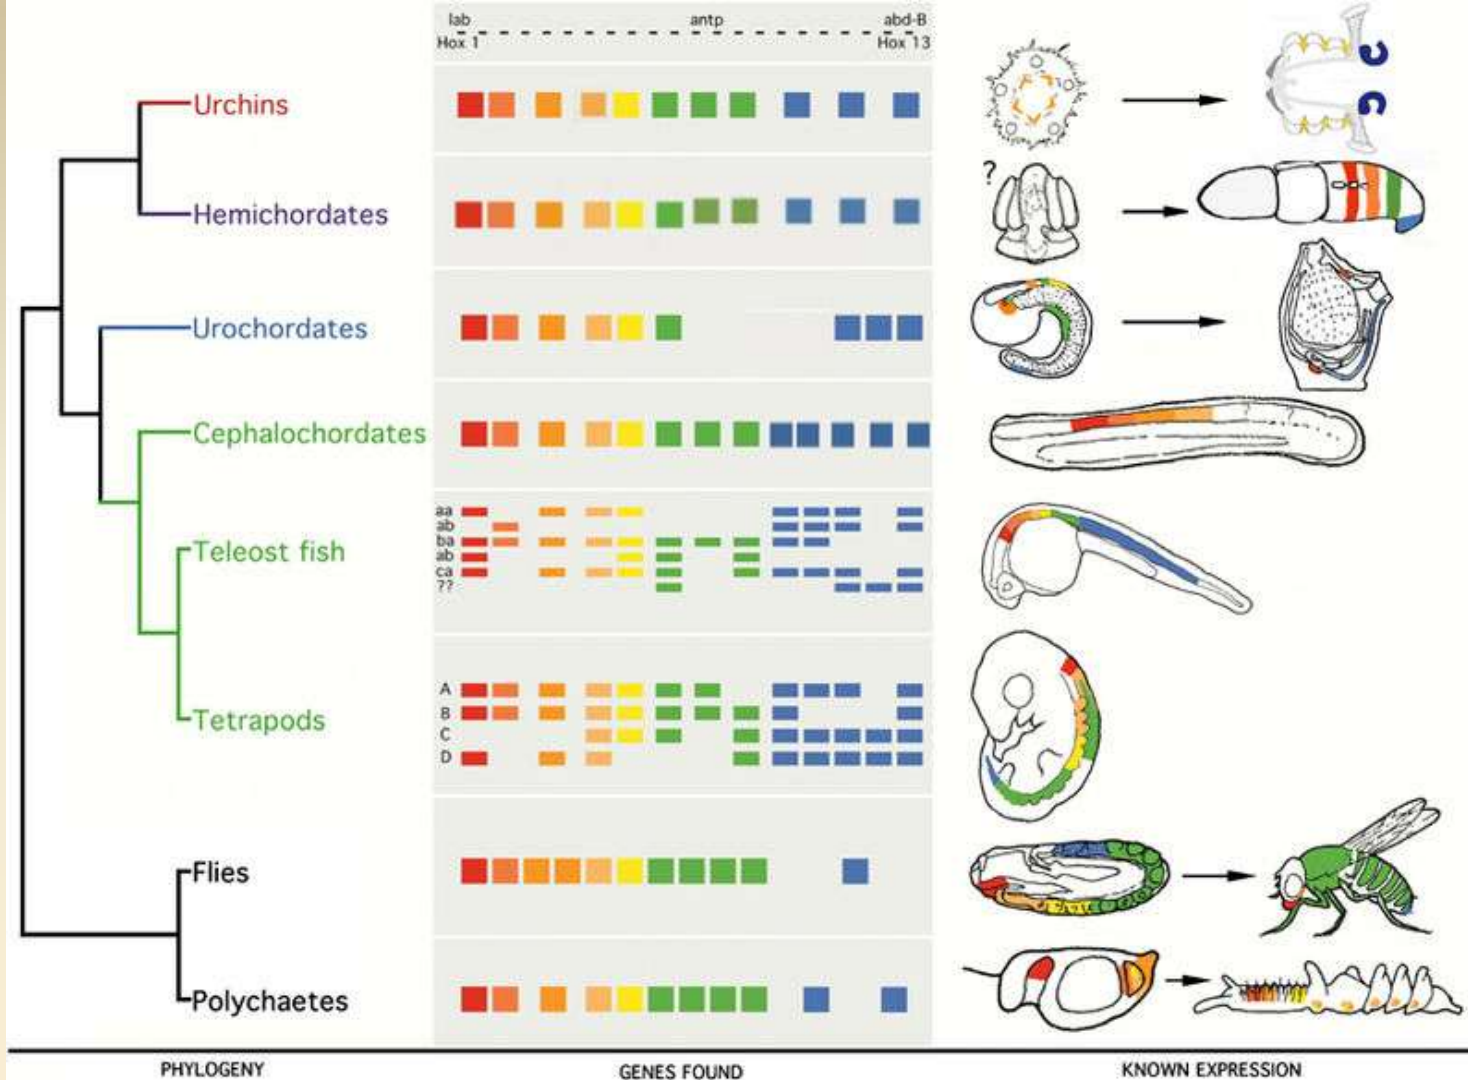 lab antp abd-B
Hox 1 Hox 13
Urchins
?
Hemichordates
Urochordates
Cephalochordates
? ?
aa
ab
ba
Teleost fish
ab
ca
??
A
B
Tetrapods
C
D
Flies
Polychaetes
PHYLOGENY GENES FOUND KNOWN EXPRESSION